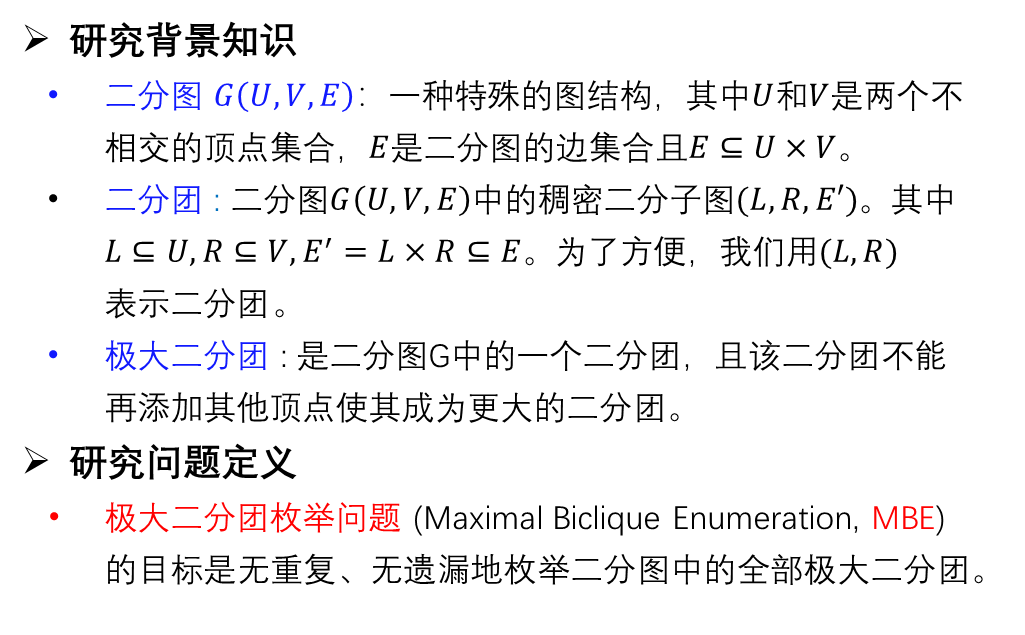 ➢ 研究背景知识
• 二分图 G(U,V,E)：一种特殊的图结构，其中U和V是两个不
相交的顶点集合，E是二分图的边集合且E ⊆ U × V。
• 二分团 : 二分图G(U,V,E)中的稠密二分子图(L,R,E′)。其中
L ⊆ U, R ⊆ V, E′ = L × R ⊆ E。为了方便，我们用(L,R)
表示二分团。
• 极大二分团 : 是二分图G中的一个二分团，且该二分团不能
再添加其他顶点使其成为更大的二分团。
➢ 研究问题定义
• 极大二分团枚举问题 (Maximal Biclique Enumeration, MBE)
的目标是无重复、无遗漏地枚举二分图中的全部极大二分团。